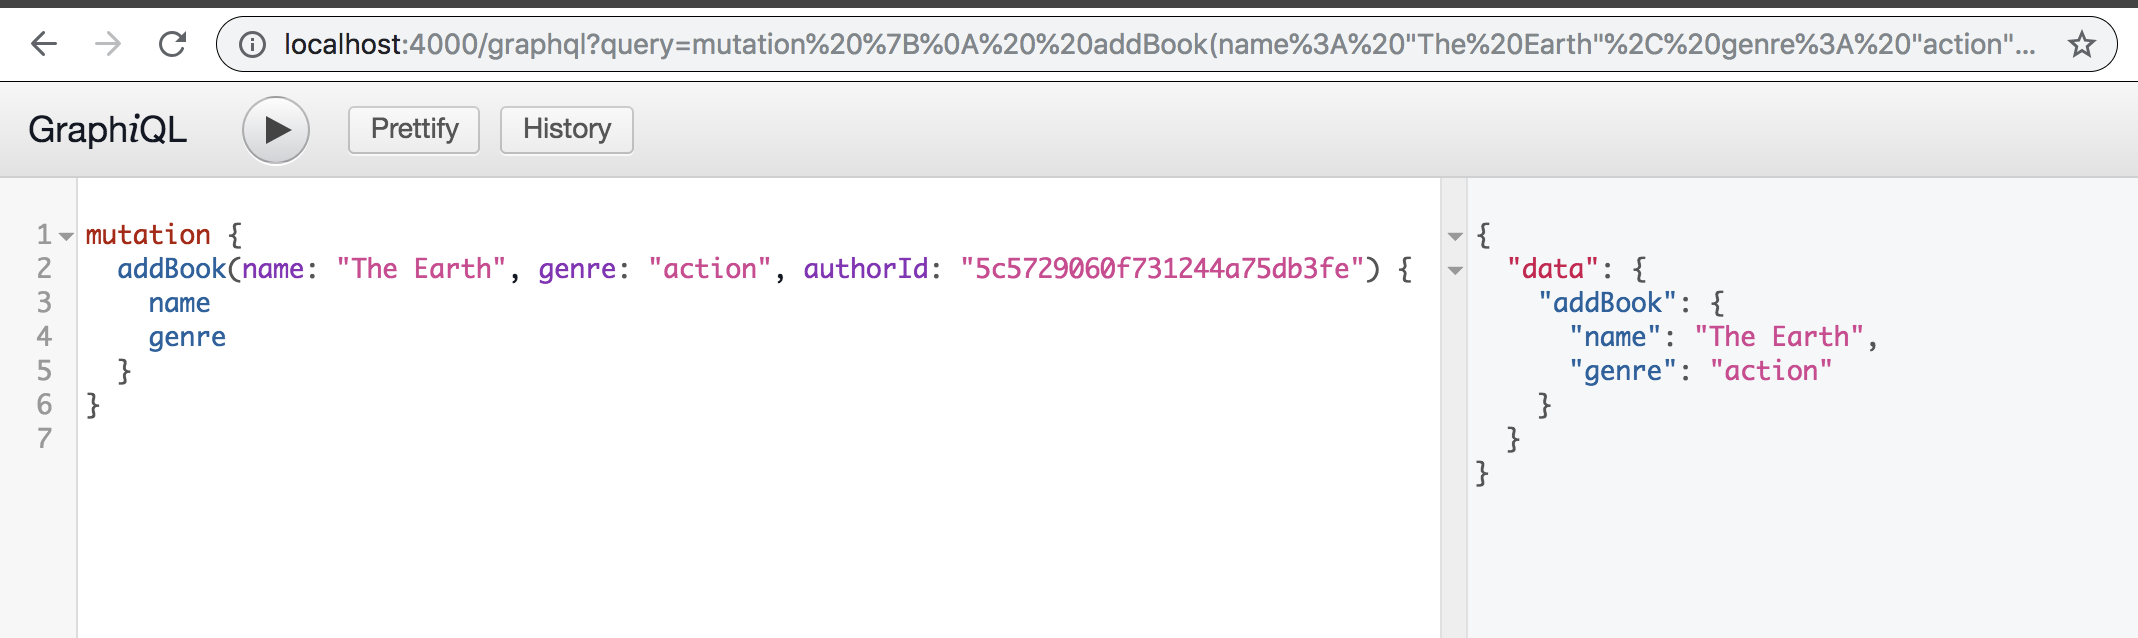 localhost:4000/graphql?query=mutation%20%7B%0A%20%20addBook(name%3A%20"The%20Earth"%2C%20genre%3A%20"action"...
GraphiQL Prettify History
1 mutation {
2 addBook(name: "The Earth", genre: "action", authorId: "5c5729060f731244a75db3fe") {
3 name
4 genre
5 }
6 }
7
{
"data": {
"addBook": {
"name": "The Earth",
"genre": "action"
}
}
}